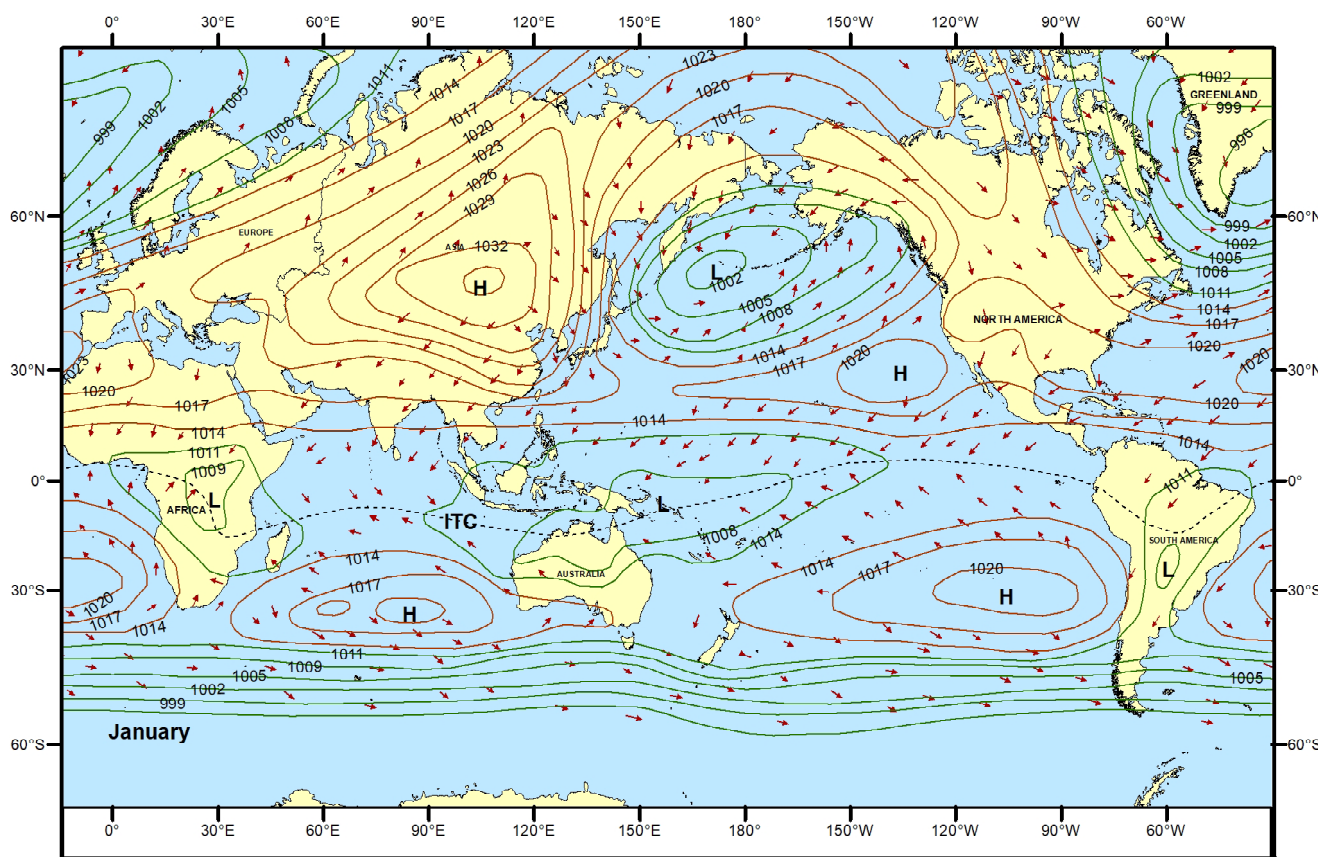 0° 30°E 60°E 90°E 120°E 150°E 180° 150°W 120°W 90°W 60°W
1023
1011
1002
1014
1005
1020
GREENLAND
1002
999
999
1017
1017
1008
1020
996
1023
1026
1029
60°N
60°N
999
EUROPE
ASIA 1032
1002
1005
L
1002
1008
H
1005
1011
1008
1014
NORTH AMERICA
1017
1014
1020
1020
1020
1023
1017
H
30°N
30°N
1020
1017
1020
1014
1014
1014
1011
1009
1011
0°
0°
L
L
AFRICA
ITC
1008
1014
SOUTH AMERICA
1014
1014
L
AUSTRALIA
1017
1017
1020
30°S
30°S
1020
H
H
1017
1014
1011
1009
1005
1005
1002
999
January
60°S
60°S
0° 30°E 60°E 90°E 120°E 150°E 180° 150°W 120°W 90°W 60°W